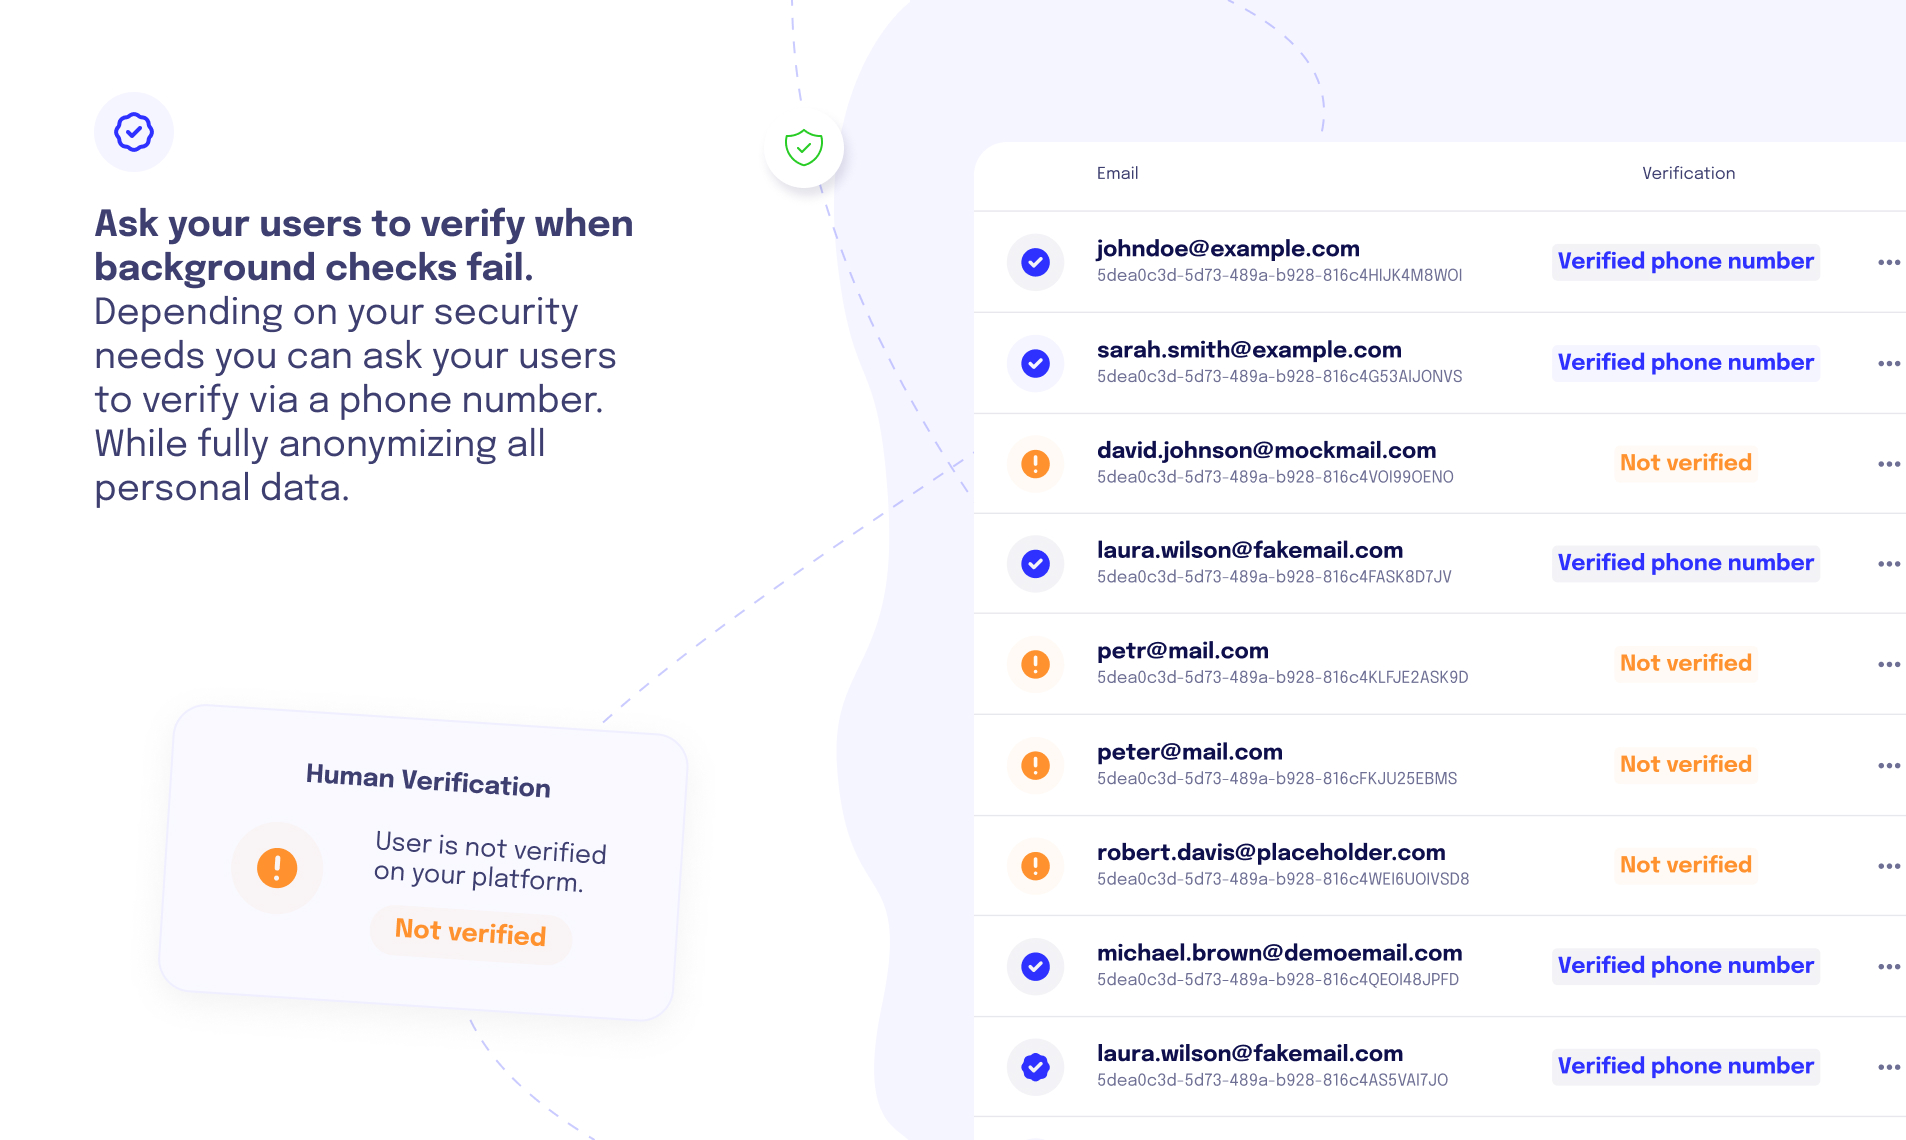 Ask your users to verify when
background checks fail.
Depending on your security
needs you can ask your users
to verify via a phone number.
While fully anonymizing all
personal data.
Human Verification
User is not verified
on your platform.
Not verified
Email Verification
johndoe@example.com Verified phone number
5dea0c3d-5d73-489a-b928-816c4HIJK4M8WOI
sarah.smith@example.com Verified phone number
5dea0c3d-5d73-489a-b928-816c4G53AIJONVS
david.johnson@mockmail.com Not verified
5dea0c3d-5d73-489a-b928-816c4VOI99OENO
laura.wilson@fakemail.com Verified phone number
5dea0c3d-5d73-489a-b928-816c4FASK8D7JV
petr@mail.com Not verified
5dea0c3d-5d73-489a-b928-816c4KLFJE2ASK9D
peter@mail.com Not verified
5dea0c3d-5d73-489a-b928-816cFKJU25EBMS
robert.davis@placeholder.com Not verified
5dea0c3d-5d73-489a-b928-816c4WEI6UOIVSD8
michael.brown@demoemail.com Verified phone number
5dea0c3d-5d73-489a-b928-816c4QEOI48JPFD
laura.wilson@fakemail.com Verified phone number
5dea0c3d-5d73-489a-b928-816c4AS5VAI7JO